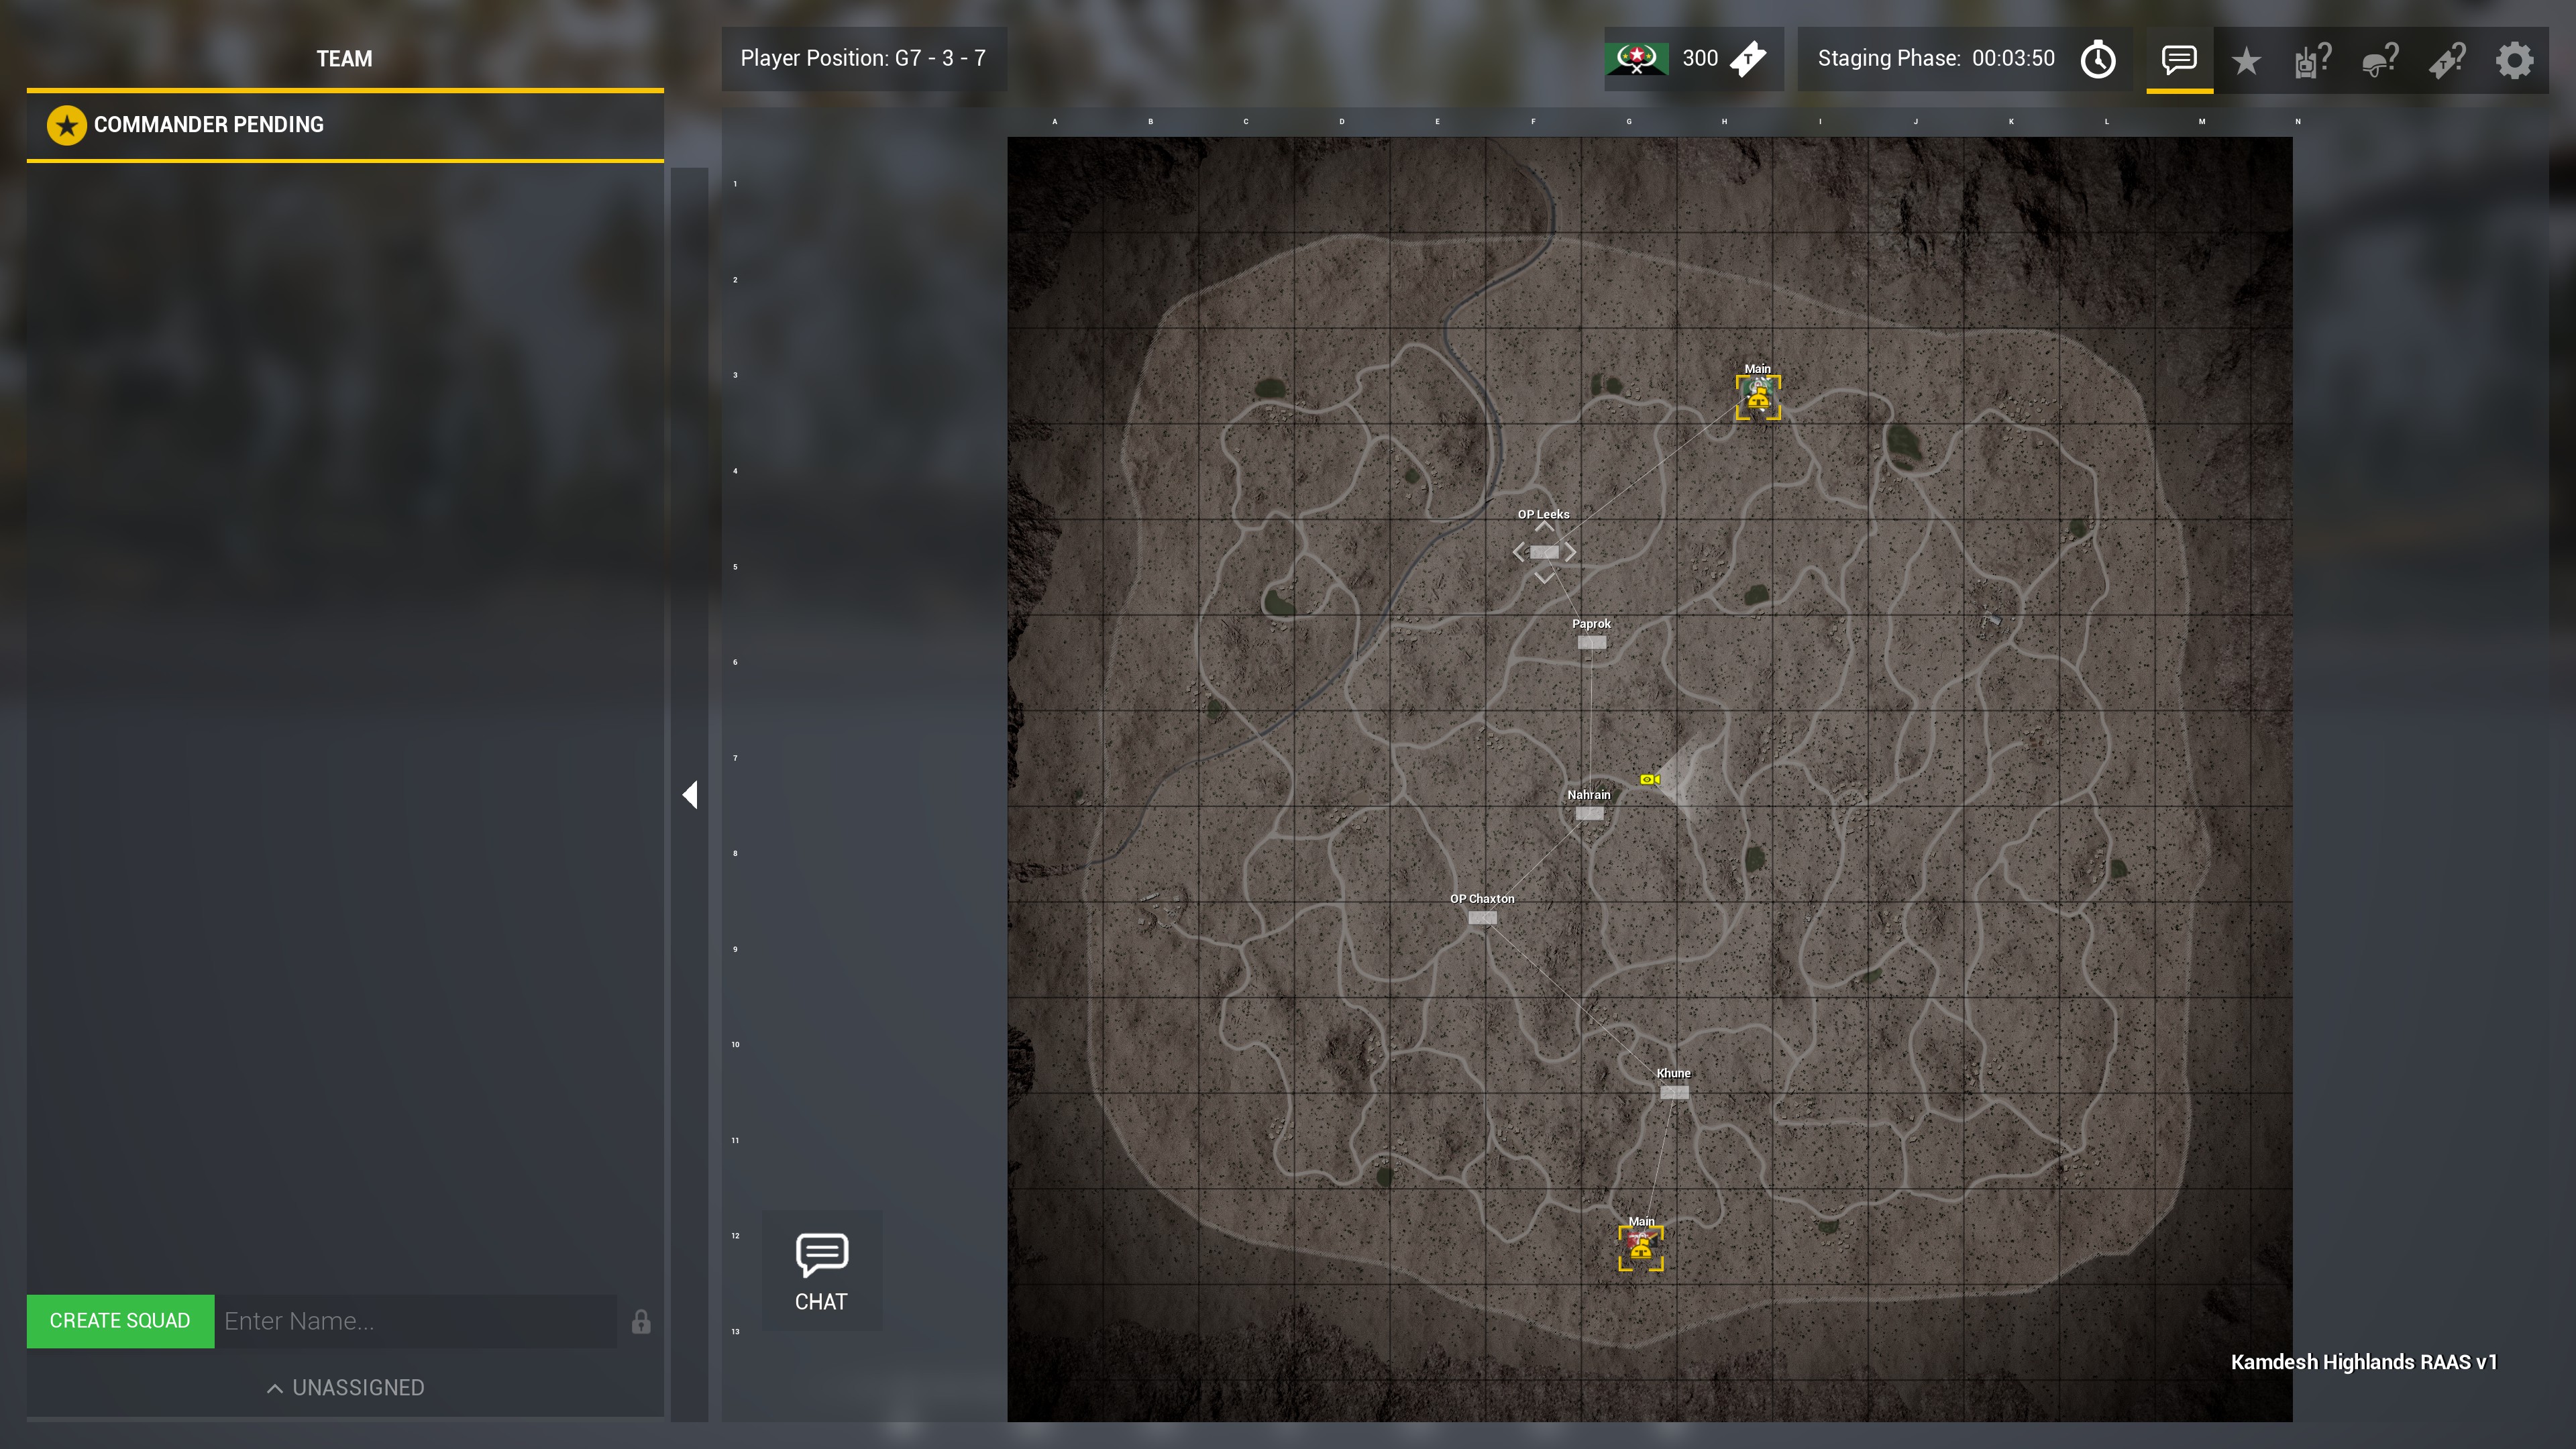 TEAM
Player Position: G7 - 3 - 7
300
T
Staging Phase: 00:03:50
?
?
T?
COMMANDER PENDING
A B C D E F G H I J K L M N
1
2
3
4
5
6
7
8
9
10
11
12
13
Main
OP Leeks
Paprok
Nahrain
OP Chaxton
Khune
Main
CHAT
CREATE SQUAD
Enter Name...
UNASSIGNED
Kamdesh Highlands RAAS v1